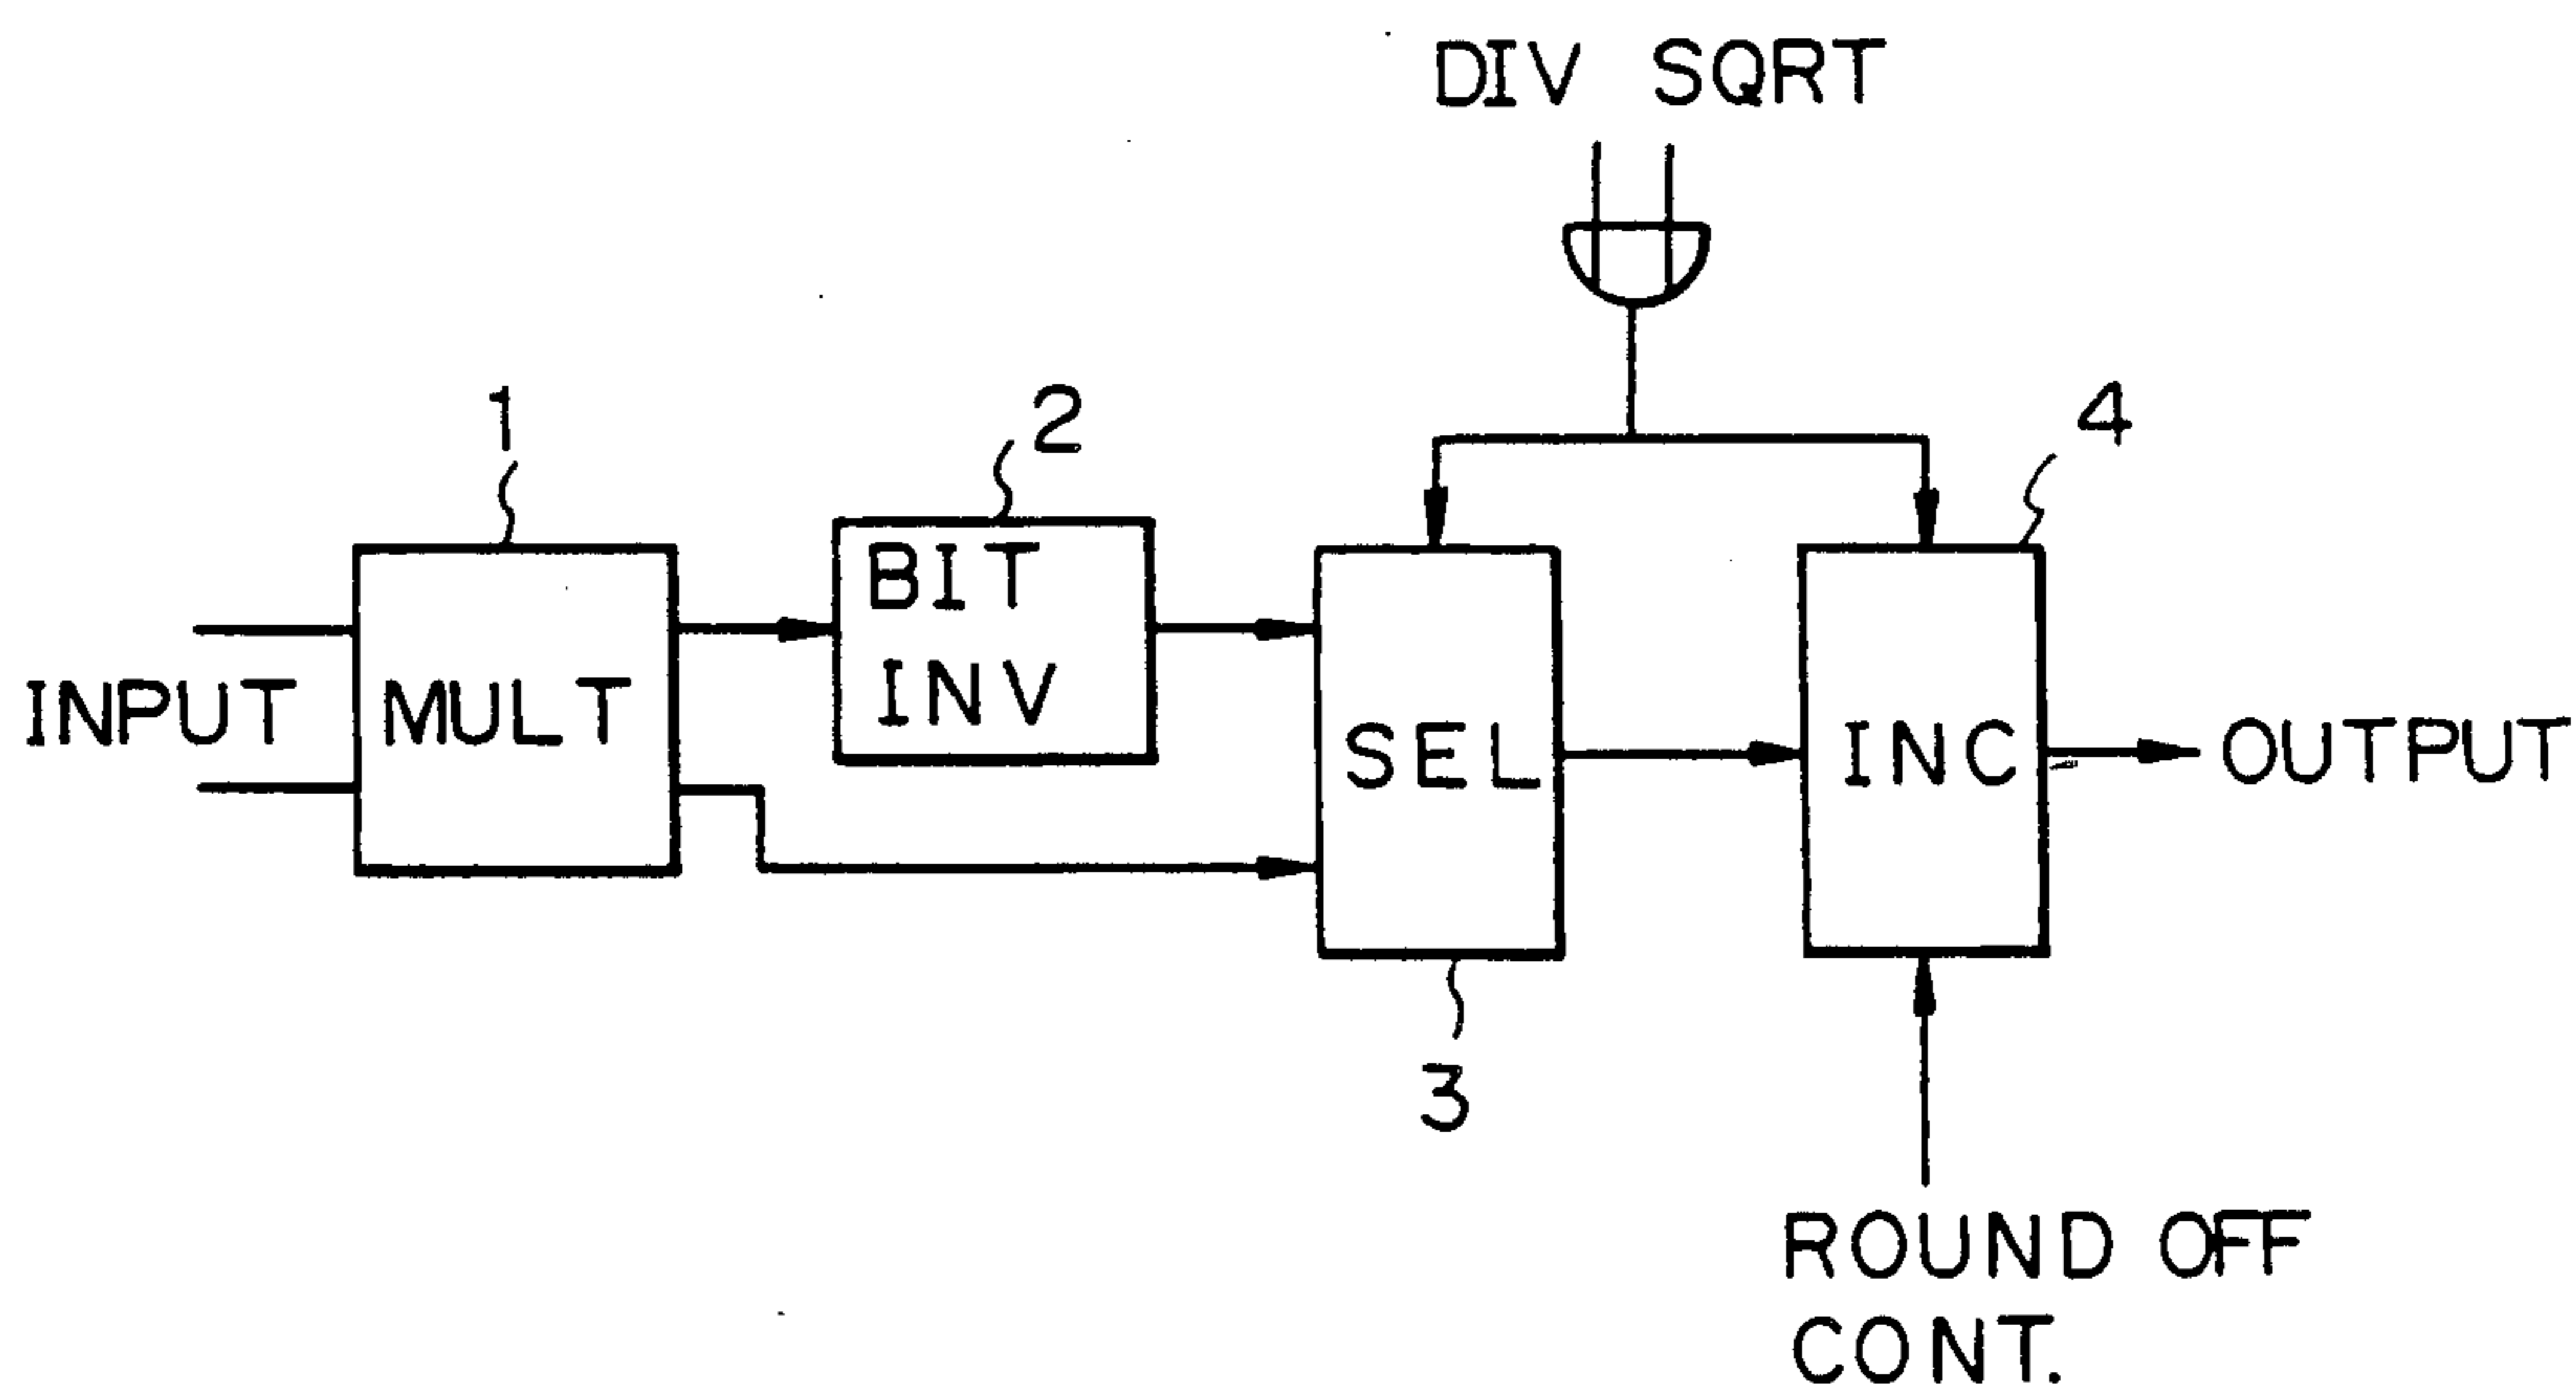 DIV SQRT
1
2
4
BIT
INV
INPUT
MULT
SEL
INC
OUTPUT
3
ROUND OFF
CONT.